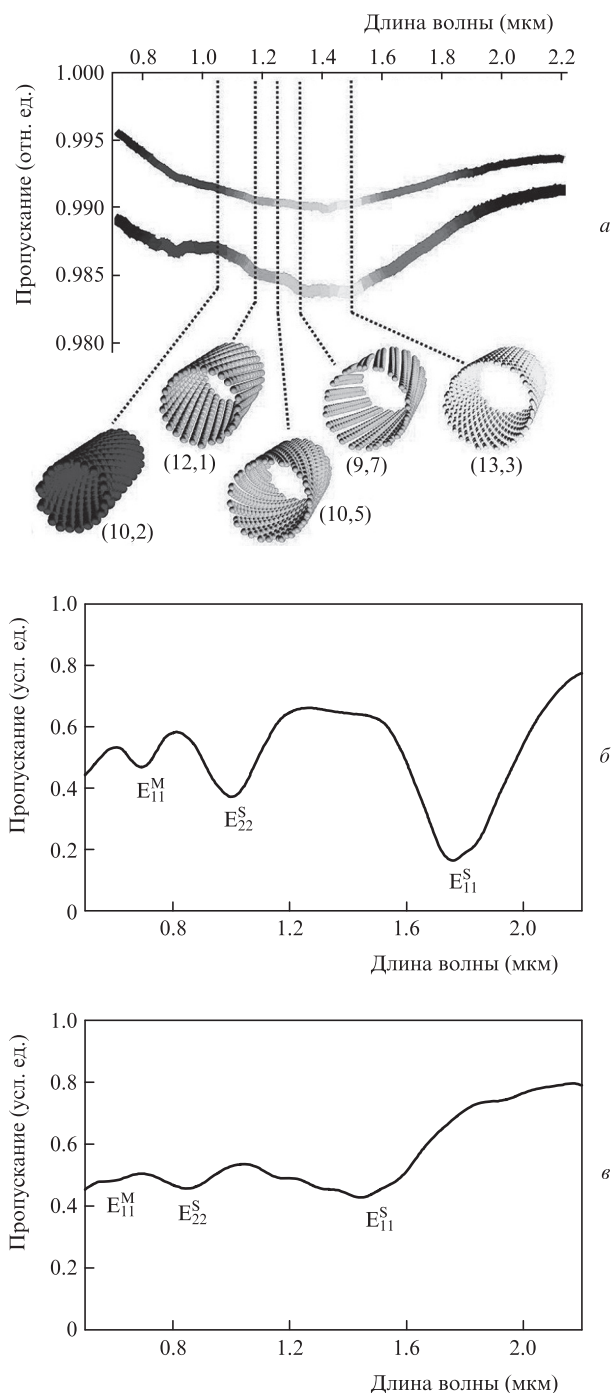 Длина волны (мкм)
0.8 1.0 1.2 1.4 1.6 1.8 2.0 2.2
Пропускание (отн. ед.)
1.000
0.995
0.990
0.985
0.980
а
(12,1)
(9,7)
(13,3)
(10,2)
(10,5)
Пропускание (усл. ед.)
1.0
0.8
0.6
0.4
0.2
0
б
E₁₁ᴹ
E₂₂ˢ
E₁₁ˢ
0.8 1.2 1.6 2.0
Длина волны (мкм)
Пропускание (усл. ед.)
1.0
0.8
0.6
0.4
0.2
0
в
E₁₁ᴹ
E₂₂ˢ
E₁₁ˢ
0.8 1.2 1.6 2.0
Длина волны (мкм)